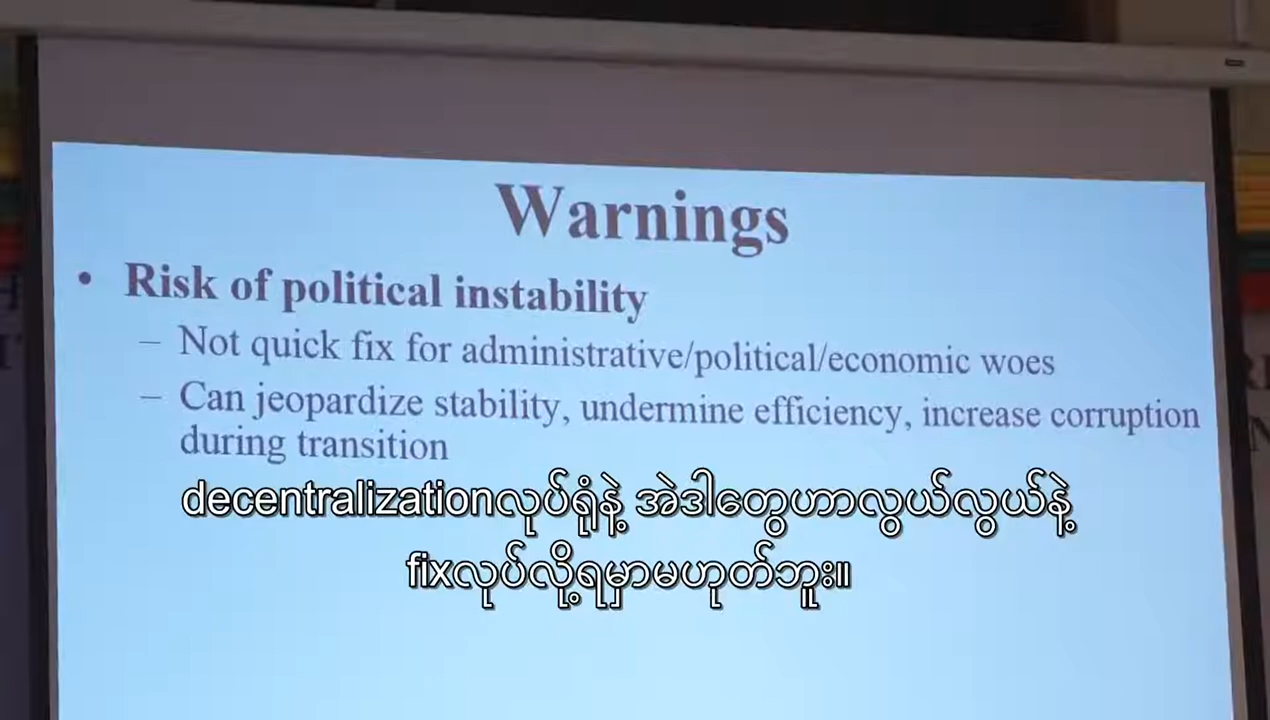 Warnings
• Risk of political instability
– Not quick fix for administrative/political/economic woes
– Can jeopardize stability, undermine efficiency, increase corruption
during transition
decentralizationလုပ်ရုံနဲ့ အဲဒါတွေဟာလွယ်လွယ်နဲ့
fixလုပ်လို့ရမှာမဟုတ်ဘူး။